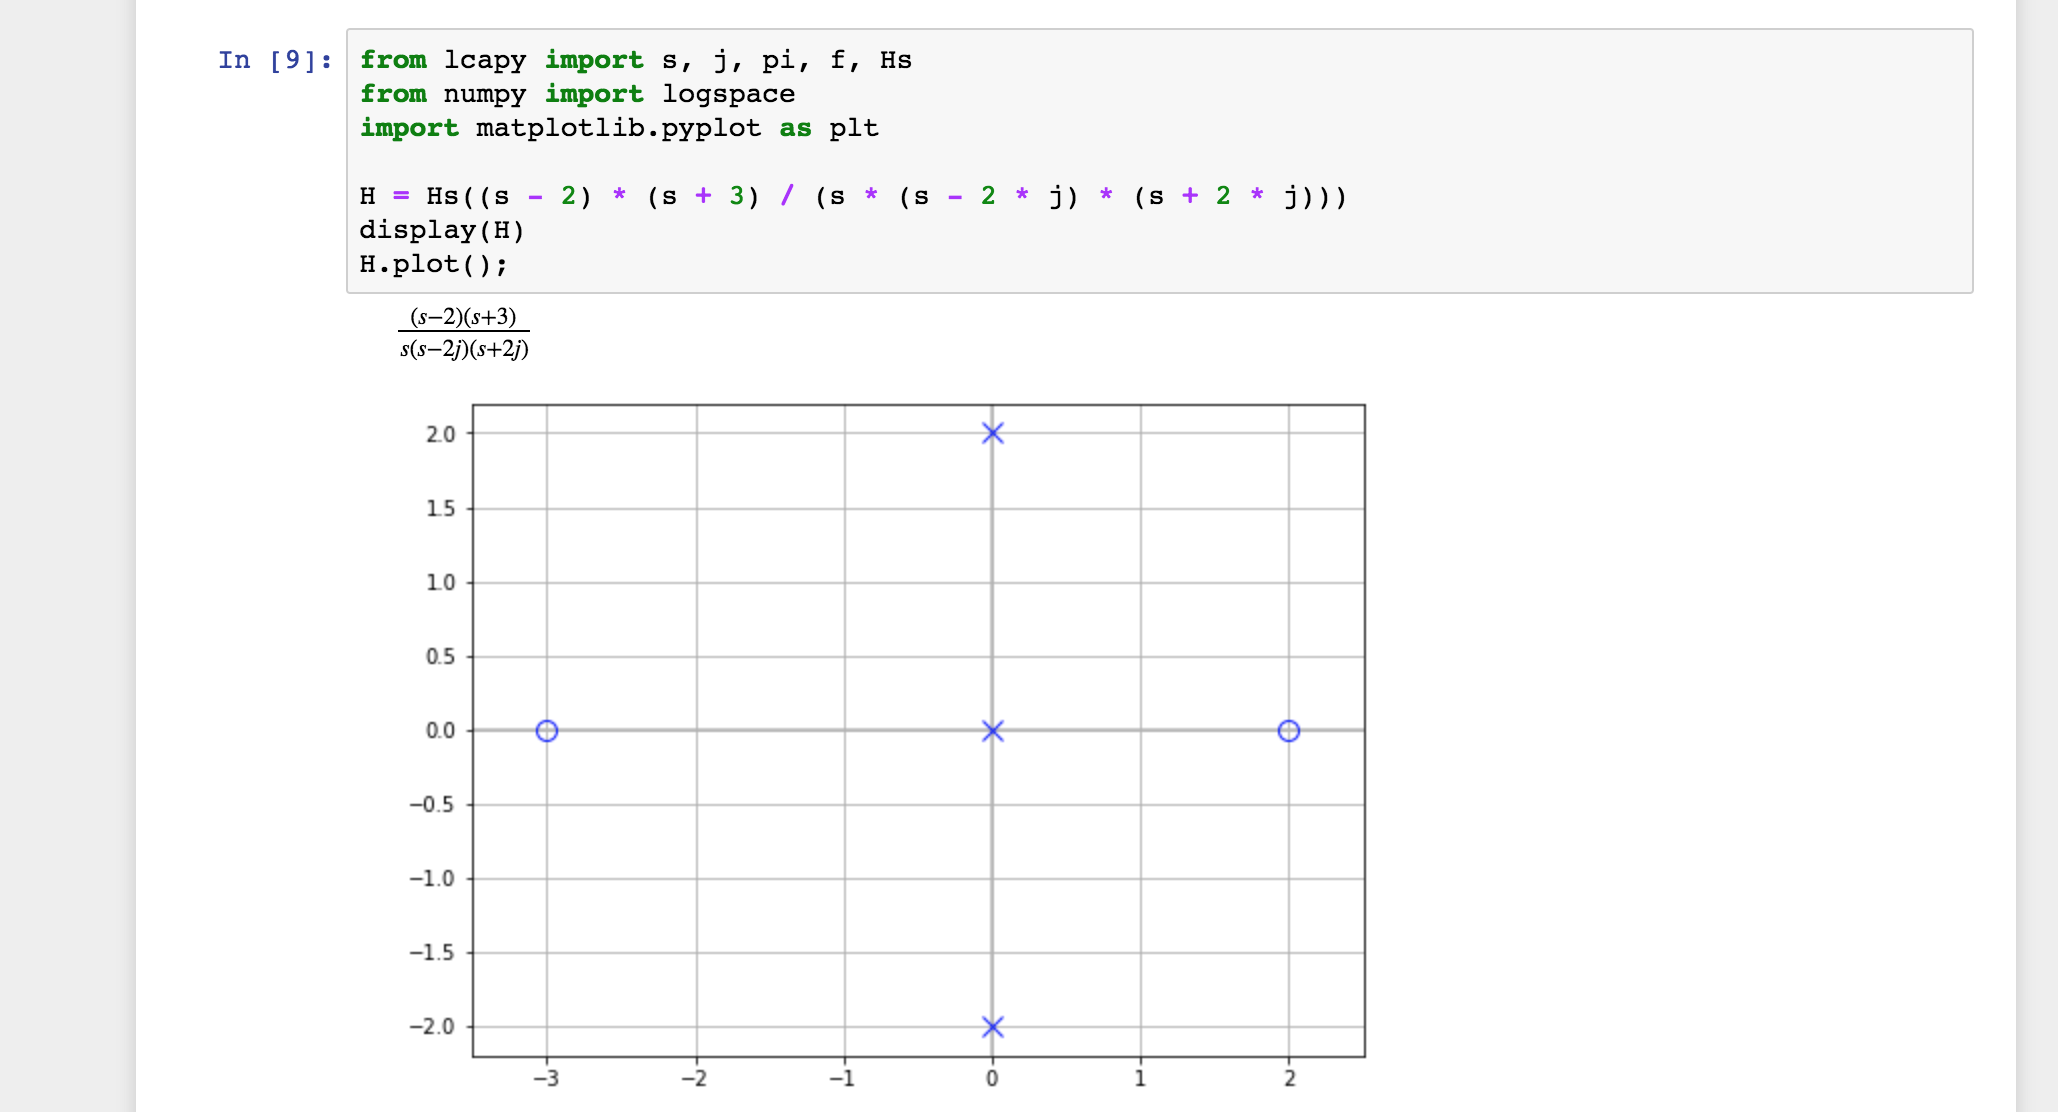 In [9]: from lcapy import s, j, pi, f, Hs
from numpy import logspace
import matplotlib.pyplot as plt
H = Hs((s - 2) * (s + 3) / (s * (s - 2 * j) * (s + 2 * j)))
display(H)
H.plot();
(s−2)(s+3)
s(s−2j)(s+2j)
2.0
1.5
1.0
0.5
0.0
−0.5
−1.0
−1.5
−2.0
−3 −2 −1 0 1 2